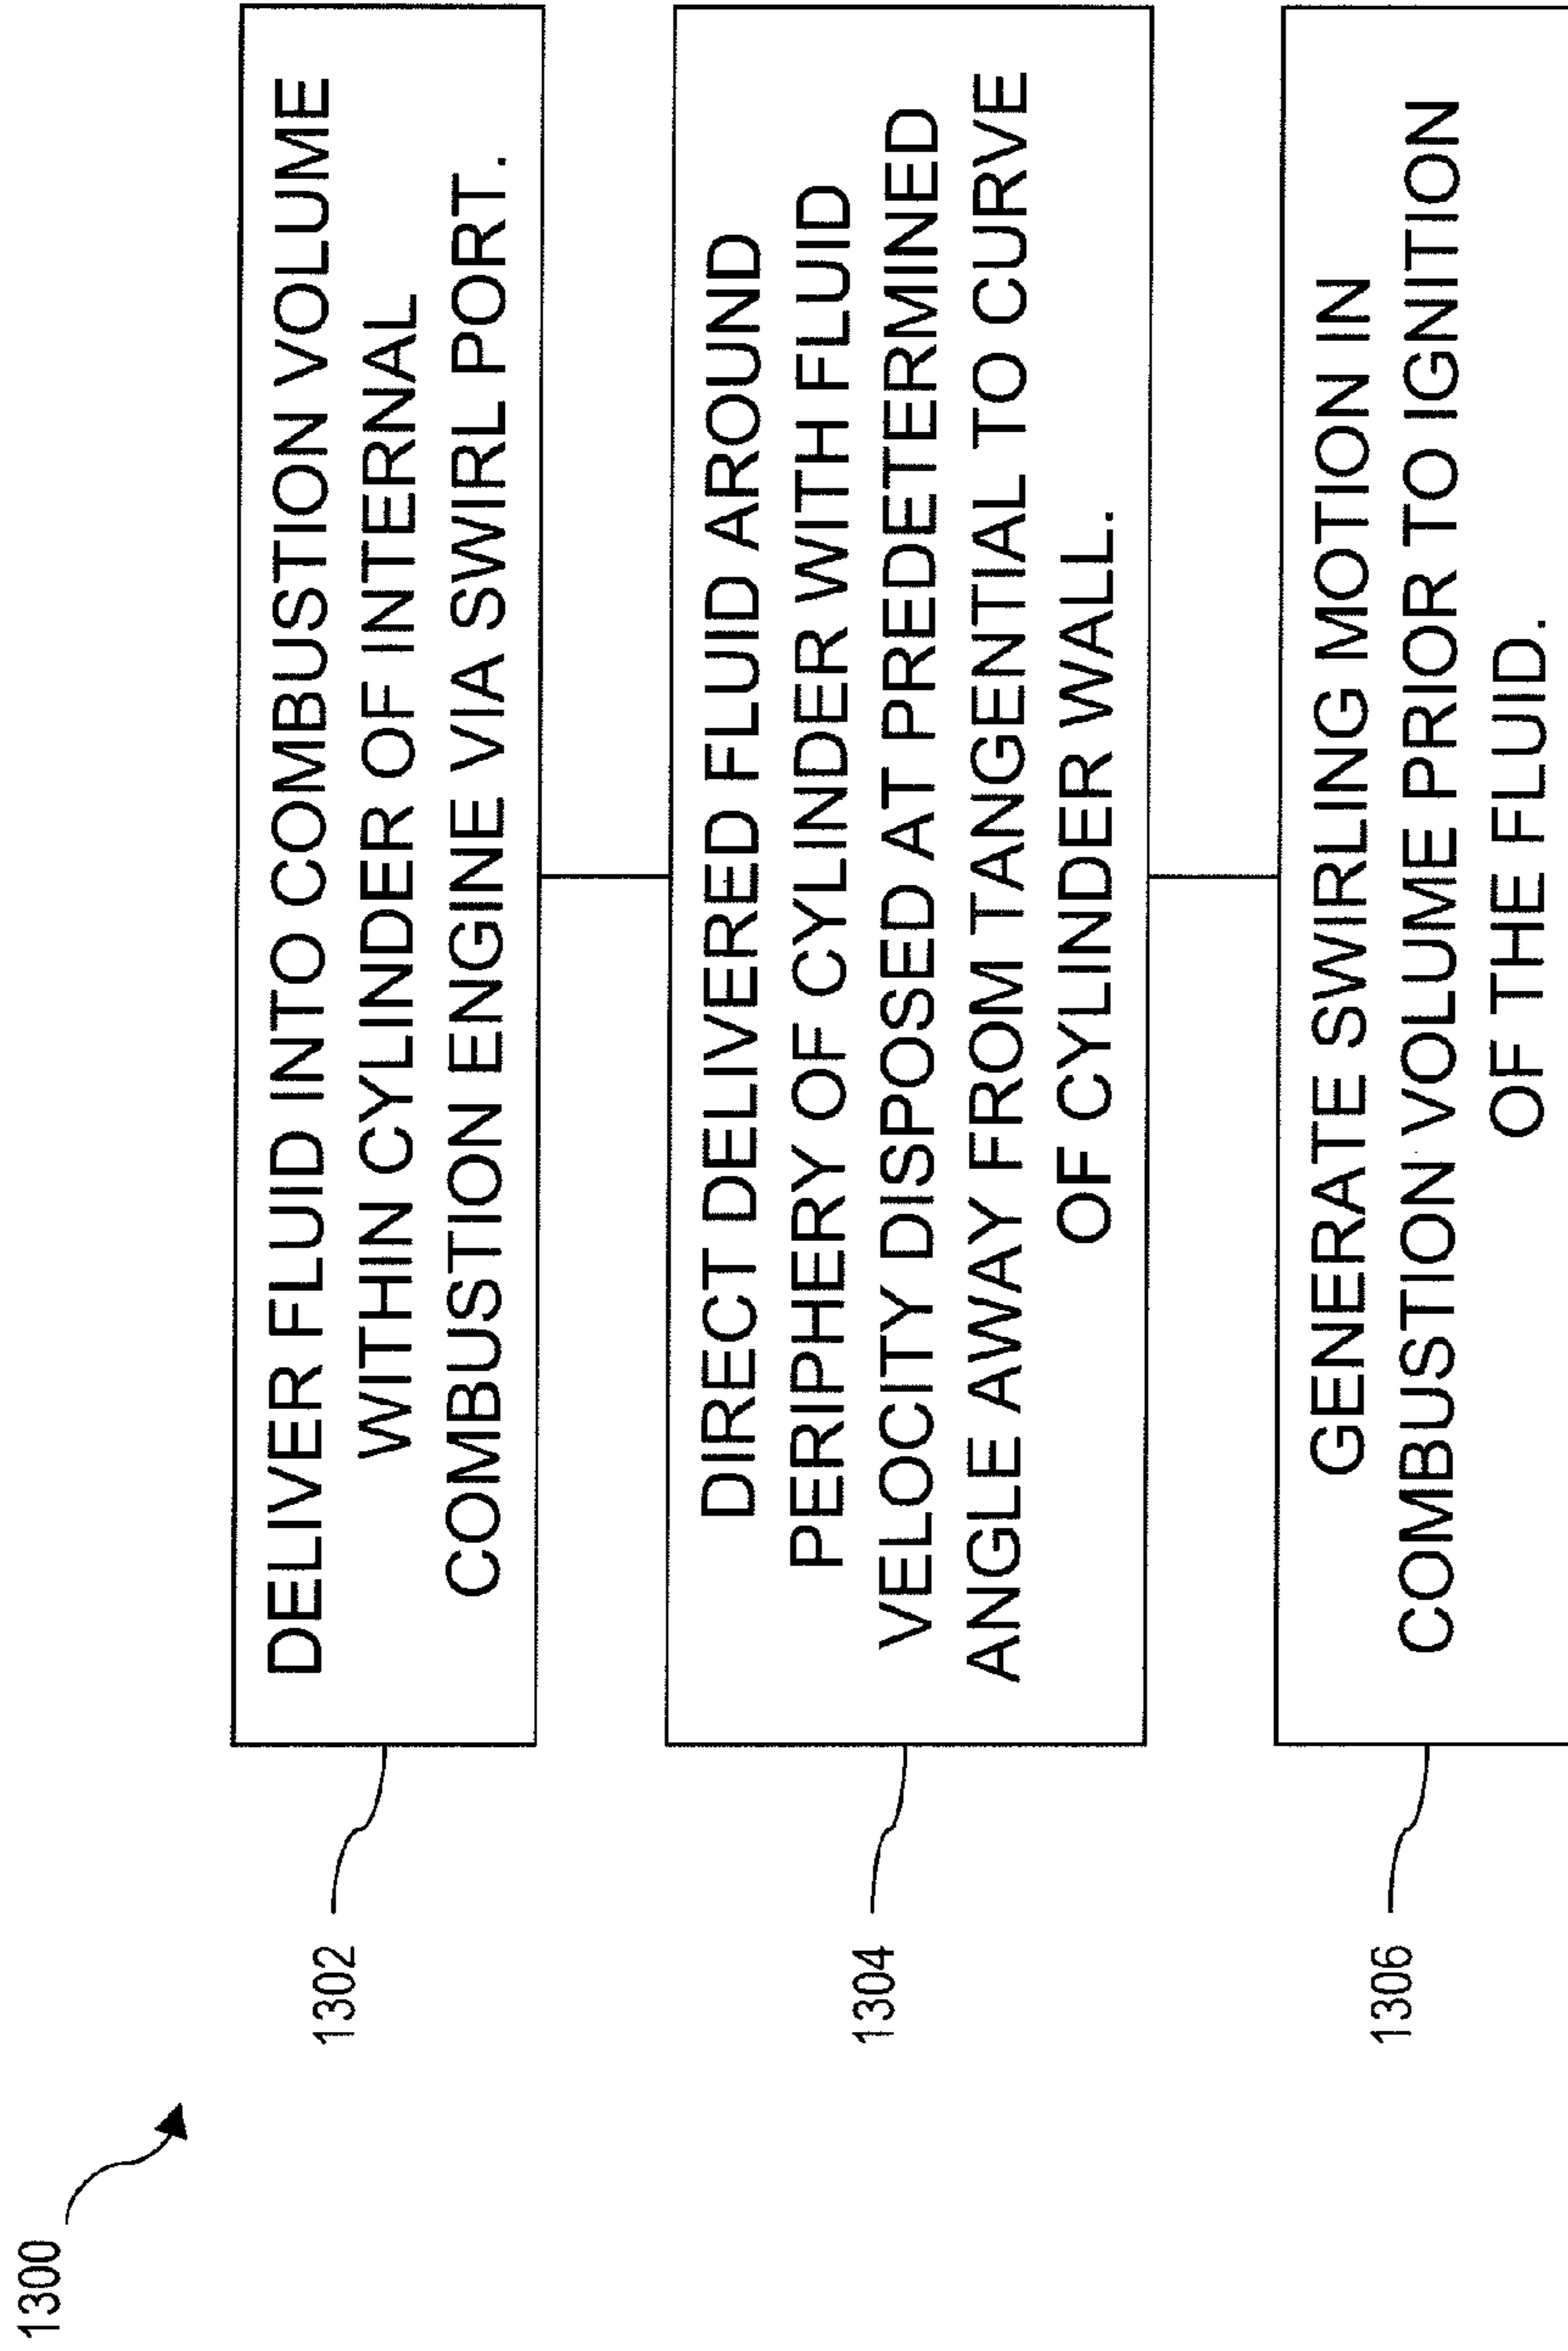 1300
1302
DELIVER FLUID INTO COMBUSTION VOLUME
WITHIN CYLINDER OF INTERNAL
COMBUSTION ENGINE VIA SWIRL PORT.
1304
DIRECT DELIVERED FLUID AROUND
PERIPHERY OF CYLINDER WITH FLUID
VELOCITY DISPOSED AT PREDETERMINED
ANGLE AWAY FROM TANGENTIAL TO CURVE
OF CYLINDER WALL.
1306
GENERATE SWIRLING MOTION IN
COMBUSTION VOLUME PRIOR TO IGNITION
OF THE FLUID.